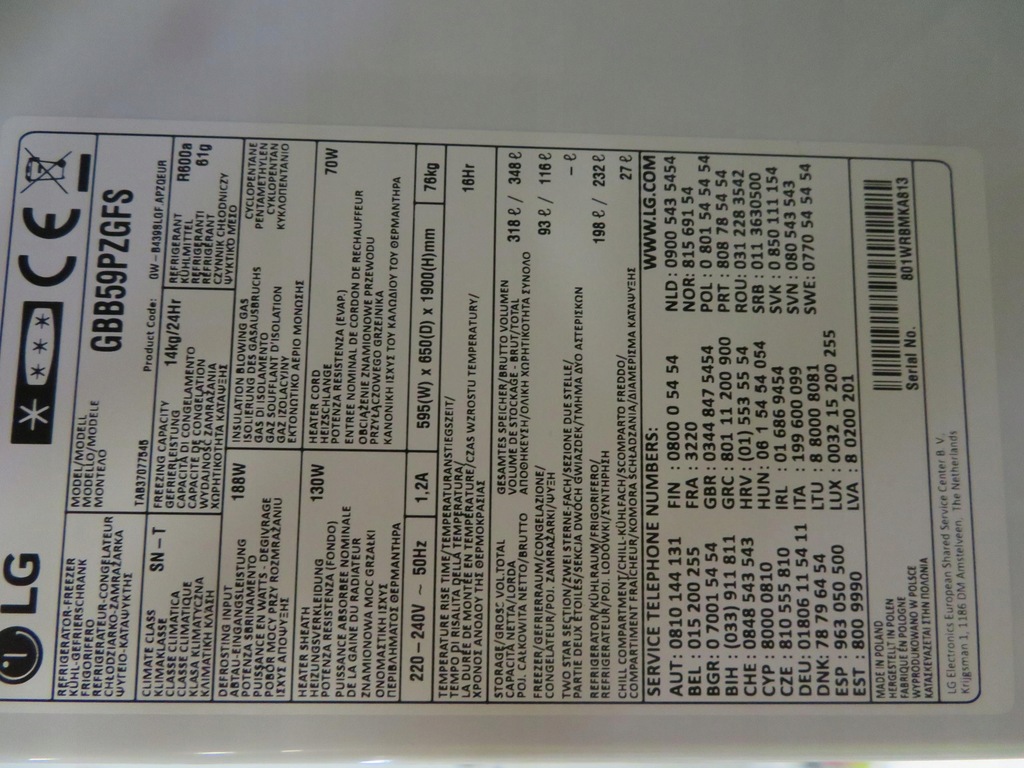 LG
REFRIGERATOR-FREEZER
KÜHL-GEFRIERSCHRANK
FRIGORIFERO
REFRIGERATEUR-CONGELATEUR
CHŁODZIARKO-ZAMRAŻARKA
ΨΥΓΕΙΟ-ΚΑΤΑΨΥΚΤΗΣ
MODEL/MODELL
MODELLO/MODÈLE
MODELE
ΜΟΝΤΕΛΟ
GBB59PZGFS
TAB37077546
Product Code: GW-B439BLGF APZQEUR
CLIMATE CLASS
KLIMAKLASSE
CLASSE CLIMATICA
CLASSE CLIMATIQUE
KLASA KLIMATYCZNA
ΚΛΙΜΑΤΙΚΗ ΚΛΑΣΗ
SN - T
FREEZING CAPACITY
GEFRIERLEISTUNG
CAPACITÀ DI CONGELAMENTO
CAPACITE DE CONGELATION
WYDAJNOŚĆ ZAMRAŻANIA
ΧΩΡΗΤΙΚΟΤΗΤΑ ΚΑΤΑΨΥΞΗΣ
14kg/24Hr
REFRIGERANT
KÜHLMITTEL
REFRIGERANTI
REFRIGERANT
CZYNNIK CHŁODNICZY
ΨΥΚΤΙΚΟ ΜΕΣΟ
R600a
61g
DEFROSTING INPUT
ABTAU-EINGANGSLEISTUNG
POTENZA SBRINAMENTO
PUISSANCE EN WATTS - DEGIVRAGE
POBÓR MOCY PRZY ROZMRAŻANIU
ΙΣΧΥΣ ΑΠΟΨΥΞΗΣ
188W
INSULATION BLOWING GAS
ISOLIERUNG DES GASAUSBRUCHS
GAS DI ISOLAMENTO
GAZ SOUFFLANT D'ISOLATION
GAZ IZOLACYJNY
ΕΚΤΟΝΩΤΙΚΟ ΑΕΡΙΟ ΜΟΝΩΣΗΣ
CYCLOPENTANE
PENTAMETHYLEN
CYKLOPENTAN
ΚΥΚΛΟΠΕΝΤΑΝΙΟ
HEATER SHEATH
HEIZUNGSVERKLEIDUNG
POTENZA RESISTENZA (FONDO)
PUISSANCE ABSORBEE NOMINALE
DE LA GAINE DU RADIATEUR
ZNAMIONOWA MOC GRZAŁKI
ΟΝΟΜΑΣΤΙΚΗ ΙΣΧΥΣ
ΠΕΡΙΒΛΗΜΑΤΟΣ ΘΕΡΜΑΝΤΗΡΑ
130W
HEATER CORD
HEIZSCHLANGE
POTENZA RESISTENZA (EVAP.)
ENTREE NOMINAL DE CORDON DE RECHAUFFEUR
OBCIĄŻENIE ZNAMIONOWE PRZEWODU
PRZYŁĄCZOWEGO GRZEJNIKA
ΚΑΝΟΝΙΚΗ ΙΣΧΥΣ ΤΟΥ ΚΑΛΩΔΙΟΥ ΤΟΥ ΘΕΡΜΑΝΤΗΡΑ
70W
220 - 240V ~ 50Hz
1,2A
595(W) x 650(D) x 1900(H)mm
76kg
TEMPERATURE RISE TIME/TEMPERATURANSTIEGSZEIT/
TEMPO DI RISALITA DELLA TEMPERATURA/
LA DURÉE DE MONTÉE EN TEMPÉRATURE/CZAS WZROSTU TEMPERATURY/
ΧΡΟΝΟΣ ΑΝΟΔΟΥ ΤΗΣ ΘΕΡΜΟΚΡΑΣΙΑΣ
16Hr
STORAGE/GROSS VOL.TOTAL GESAMTES SPEICHER/BRUTTO VOLUMEN
CAPACITÀ NETTA/LORDA VOLUME DE STOCKAGE - BRUT/TOTAL
POJ. CAŁKOWITA NETTO/BRUTTO ΑΠΟΘΗΚΕΥΣΗ/ΟΛΙΚΗ ΧΩΡΗΤΙΚΟΤΗΤΑ ΣΥΝΟΛΟ
318 ℓ / 348 ℓ
FREEZER/GEFRIERRAUM/CONGELAZIONE/
CONGELATEUR/POJ. ZAMRAŻARKI/ΨΥΞΗ
93 ℓ / 116 ℓ
TWO STAR SECTION/ZWEI STERNE-FACH/SEZIONE DUE STELLE/
PARTIE DEUX ÉTOILES/SEKCJA DWÓCH GWIAZDEK/ΤΜΗΜΑ ΔΥΟ ΑΣΤΕΡΙΣΚΩΝ
- ℓ
REFRIGERATOR/KÜHLRAUM/FRIGORIFERO/
REFRIGERATEUR/POJ. LODÓWKI/ΣΥΝΤΗΡΗΣΗ
198 ℓ / 232 ℓ
CHILL COMPARTMENT/CHILL-KÜHLFACH/SCOMPARTO FREDDO/
COMPARTIMENT FRAÎCHEUR/KOMORA SCHŁADZANIA/ΔΙΑΜΕΡΙΣΜΑ ΚΑΤΑΨΥΞΗΣ
27 ℓ
SERVICE TELEPHONE NUMBERS: WWW.LG.COM
AUT: 0810 144 131
BEL : 015 200 255
BGR: 7001 54 54
BIH : (033) 911 811
CHE : 0848 543 543
CYP : 8000 0810
CZE : 810 555 810
DEU: 01806 11 54 11
DNK: 78 79 64 54
ESP : 963 050 500
EST : 800 9990
FIN : 0800 0 54 54
FRA : 3220
GBR : 0344 847 5454
GRC : 801 11 200 900
HRV : (01) 553 55 54
HUN : 06 1 54 54 054
IRL : 01 686 9454
ITA : 199 600 099
LTU : 8 8000 8081
LUX : 0032 15 200 255
LVA : 8 0200 201
NLD : 0900 543 5454
NOR: 815 691 54
POL : 0 801 54 54 54
PRT : 808 78 54 54
ROU: 031 228 3542
SRB : 011 3630500
SVK : 0 850 111 154
SVN : 080 543 543
SWE: 0770 54 54 54
MADE IN POLAND
HERGESTELLT IN POLEN
FABRIQUÉ EN POLOGNE
WYPRODUKOWANO W POLSCE
ΚΑΤΑΣΚΕΥΑΖΕΤΑΙ ΣΤΗΝ ΠΟΛΩΝΙΑ
Serial No. 801WRBMKA813
LG Electronics European Shared Service Center B.V.
Krijgsman 1, 1186 DM Amstelveen, The Netherlands